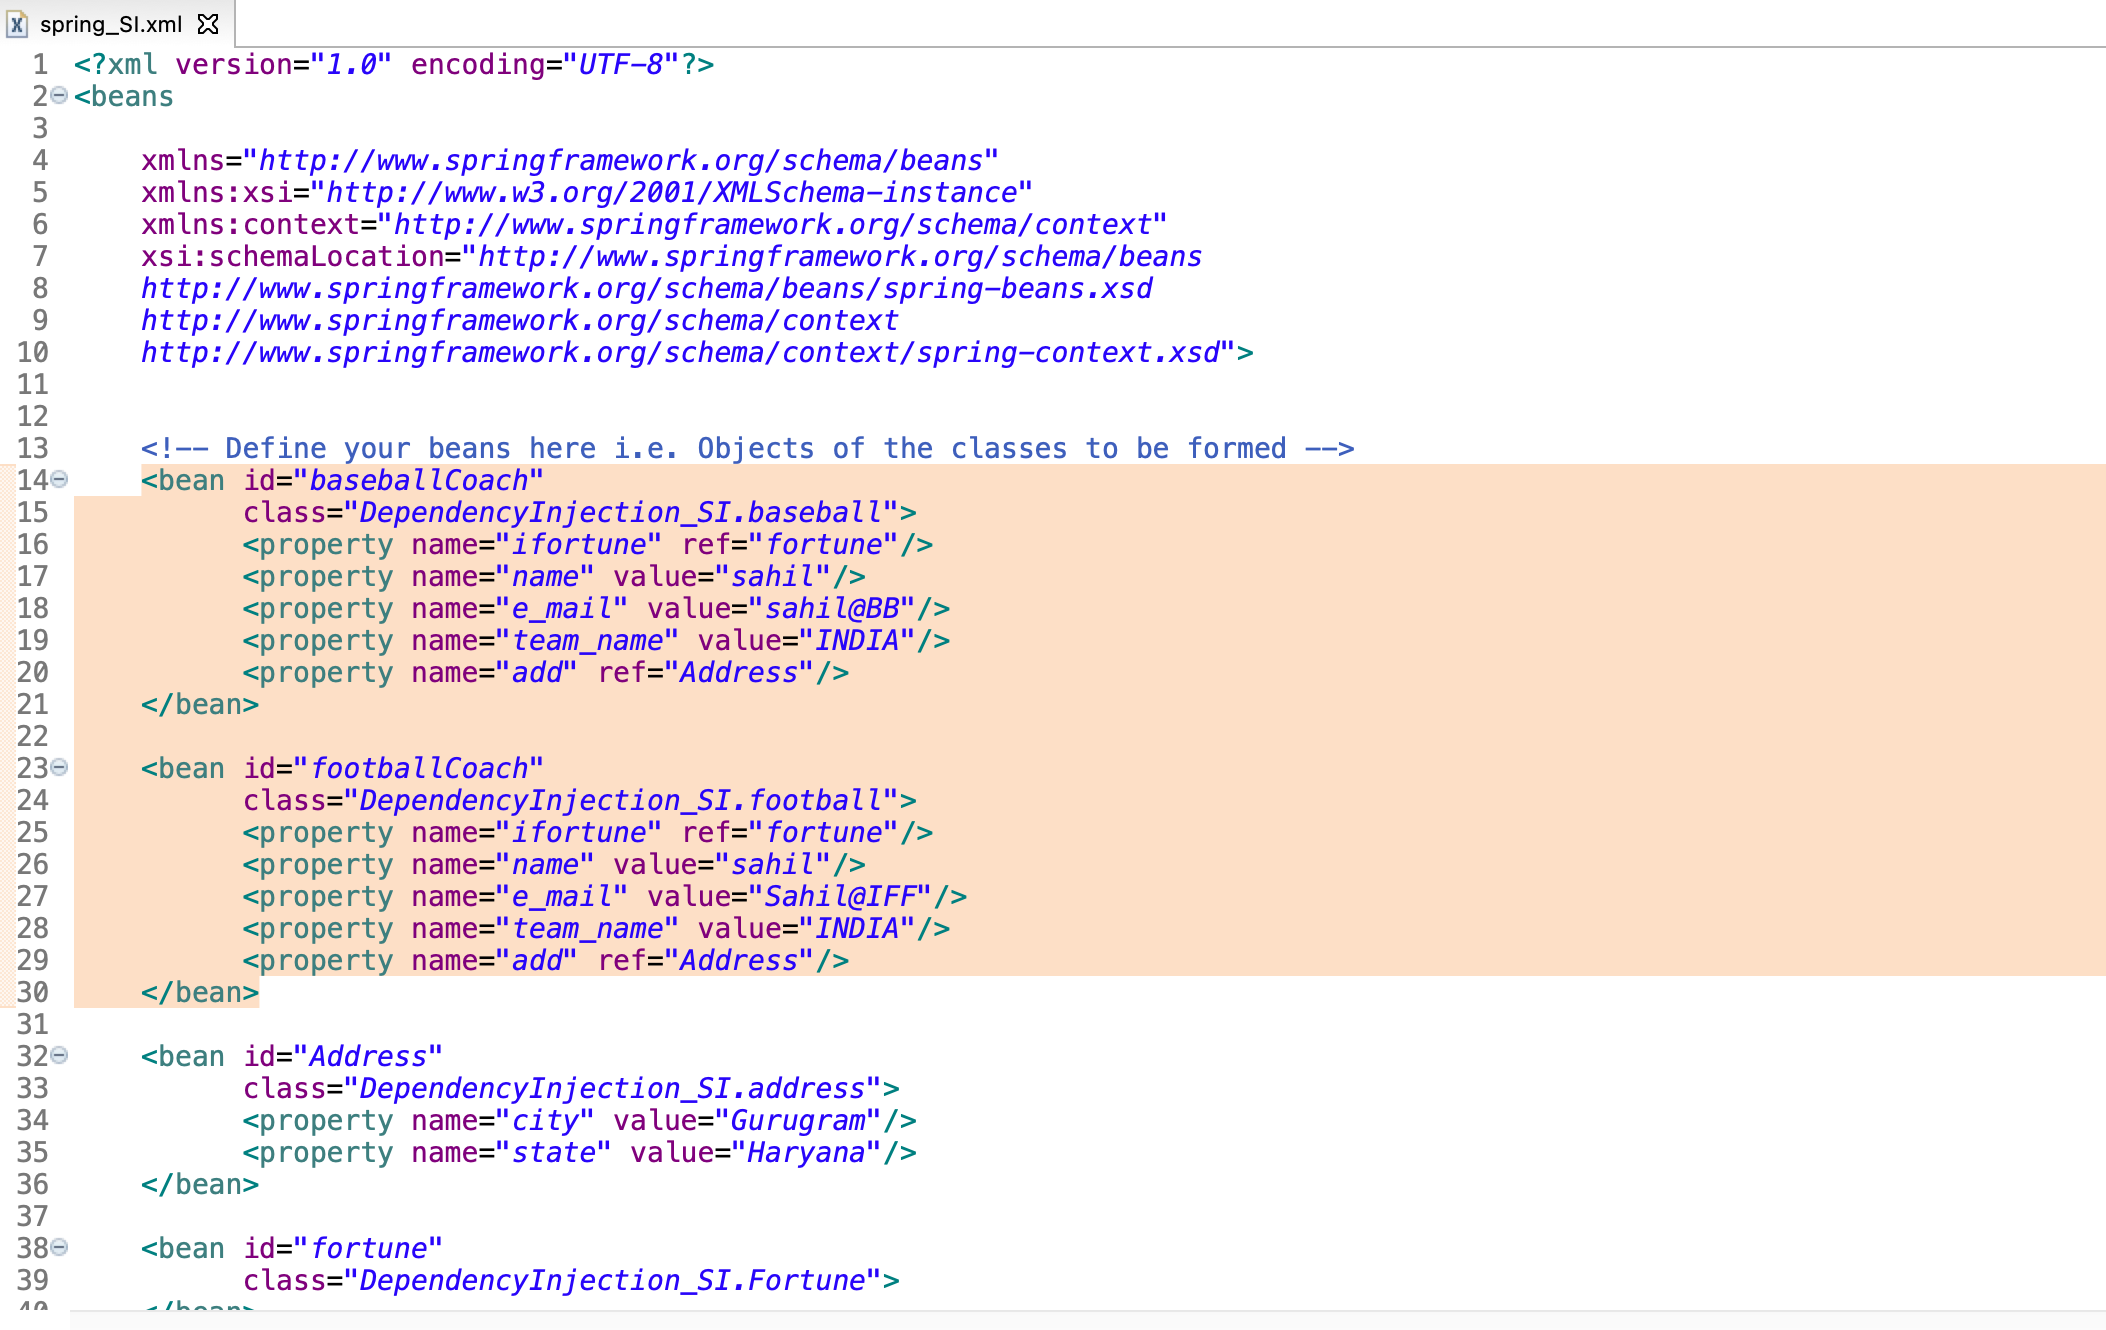 spring_SI.xml
1 <?xml version="1.0" encoding="UTF-8"?>
2 <beans
3
4 xmlns="http://www.springframework.org/schema/beans"
5 xmlns:xsi="http://www.w3.org/2001/XMLSchema-instance"
6 xmlns:context="http://www.springframework.org/schema/context"
7 xsi:schemaLocation="http://www.springframework.org/schema/beans
8 http://www.springframework.org/schema/beans/spring-beans.xsd
9 http://www.springframework.org/schema/context
10 http://www.springframework.org/schema/context/spring-context.xsd">
11
12
13 <!-- Define your beans here i.e. Objects of the classes to be formed -->
14 <bean id="baseballCoach"
15 class="DependencyInjection_SI.baseball">
16 <property name="ifortune" ref="fortune"/>
17 <property name="name" value="sahil"/>
18 <property name="e_mail" value="sahil@BB"/>
19 <property name="team_name" value="INDIA"/>
20 <property name="add" ref="Address"/>
21 </bean>
22
23 <bean id="footballCoach"
24 class="DependencyInjection_SI.football">
25 <property name="ifortune" ref="fortune"/>
26 <property name="name" value="sahil"/>
27 <property name="e_mail" value="Sahil@IFF"/>
28 <property name="team_name" value="INDIA"/>
29 <property name="add" ref="Address"/>
30 </bean>
31
32 <bean id="Address"
33 class="DependencyInjection_SI.address">
34 <property name="city" value="Gurugram"/>
35 <property name="state" value="Haryana"/>
36 </bean>
37
38 <bean id="fortune"
39 class="DependencyInjection_SI.Fortune">
40 </bean>